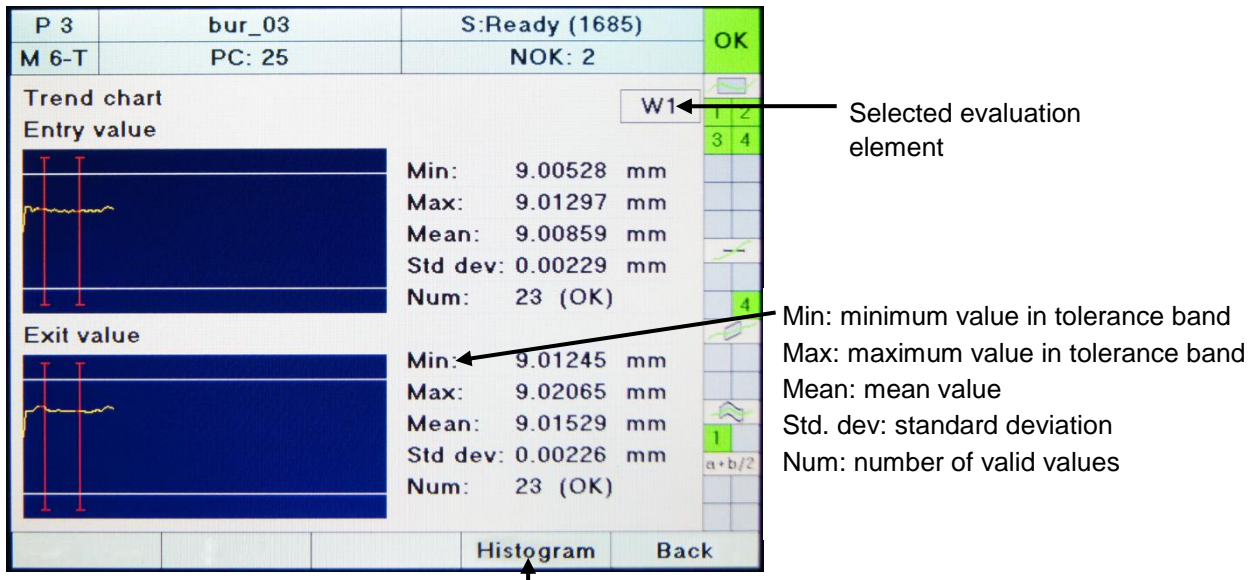 P 3 bur_03 S:Ready (1685) OK
M 6-T PC: 25 NOK: 2
Trend chart
W1
Entry value
1 2
3 4
Min: 9.00528 mm
Max: 9.01297 mm
Mean: 9.00859 mm
Std dev: 0.00229 mm
Num: 23 (OK)
4
Exit value
Min: 9.01245 mm
Max: 9.02065 mm
Mean: 9.01529 mm
1
Std dev: 0.00226 mm
a+b/2
Num: 23 (OK)
Histogram Back
Selected evaluation
element
Min: minimum value in tolerance band
Max: maximum value in tolerance band
Mean: mean value
Std. dev: standard deviation
Num: number of valid values